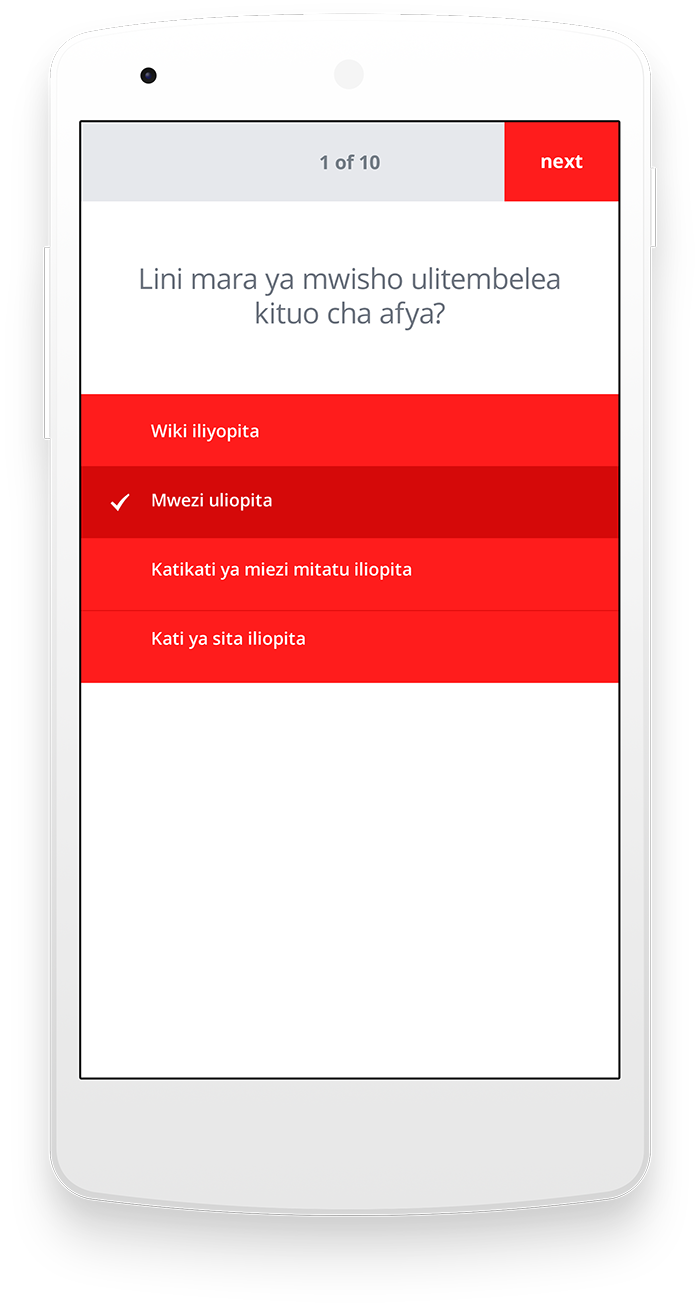 1 of 10
next
Lini mara ya mwisho ulitembelea
kituo cha afya?
Wiki iliyopita
Mwezi uliopita
Katikati ya miezi mitatu iliopita
Kati ya sita iliopita